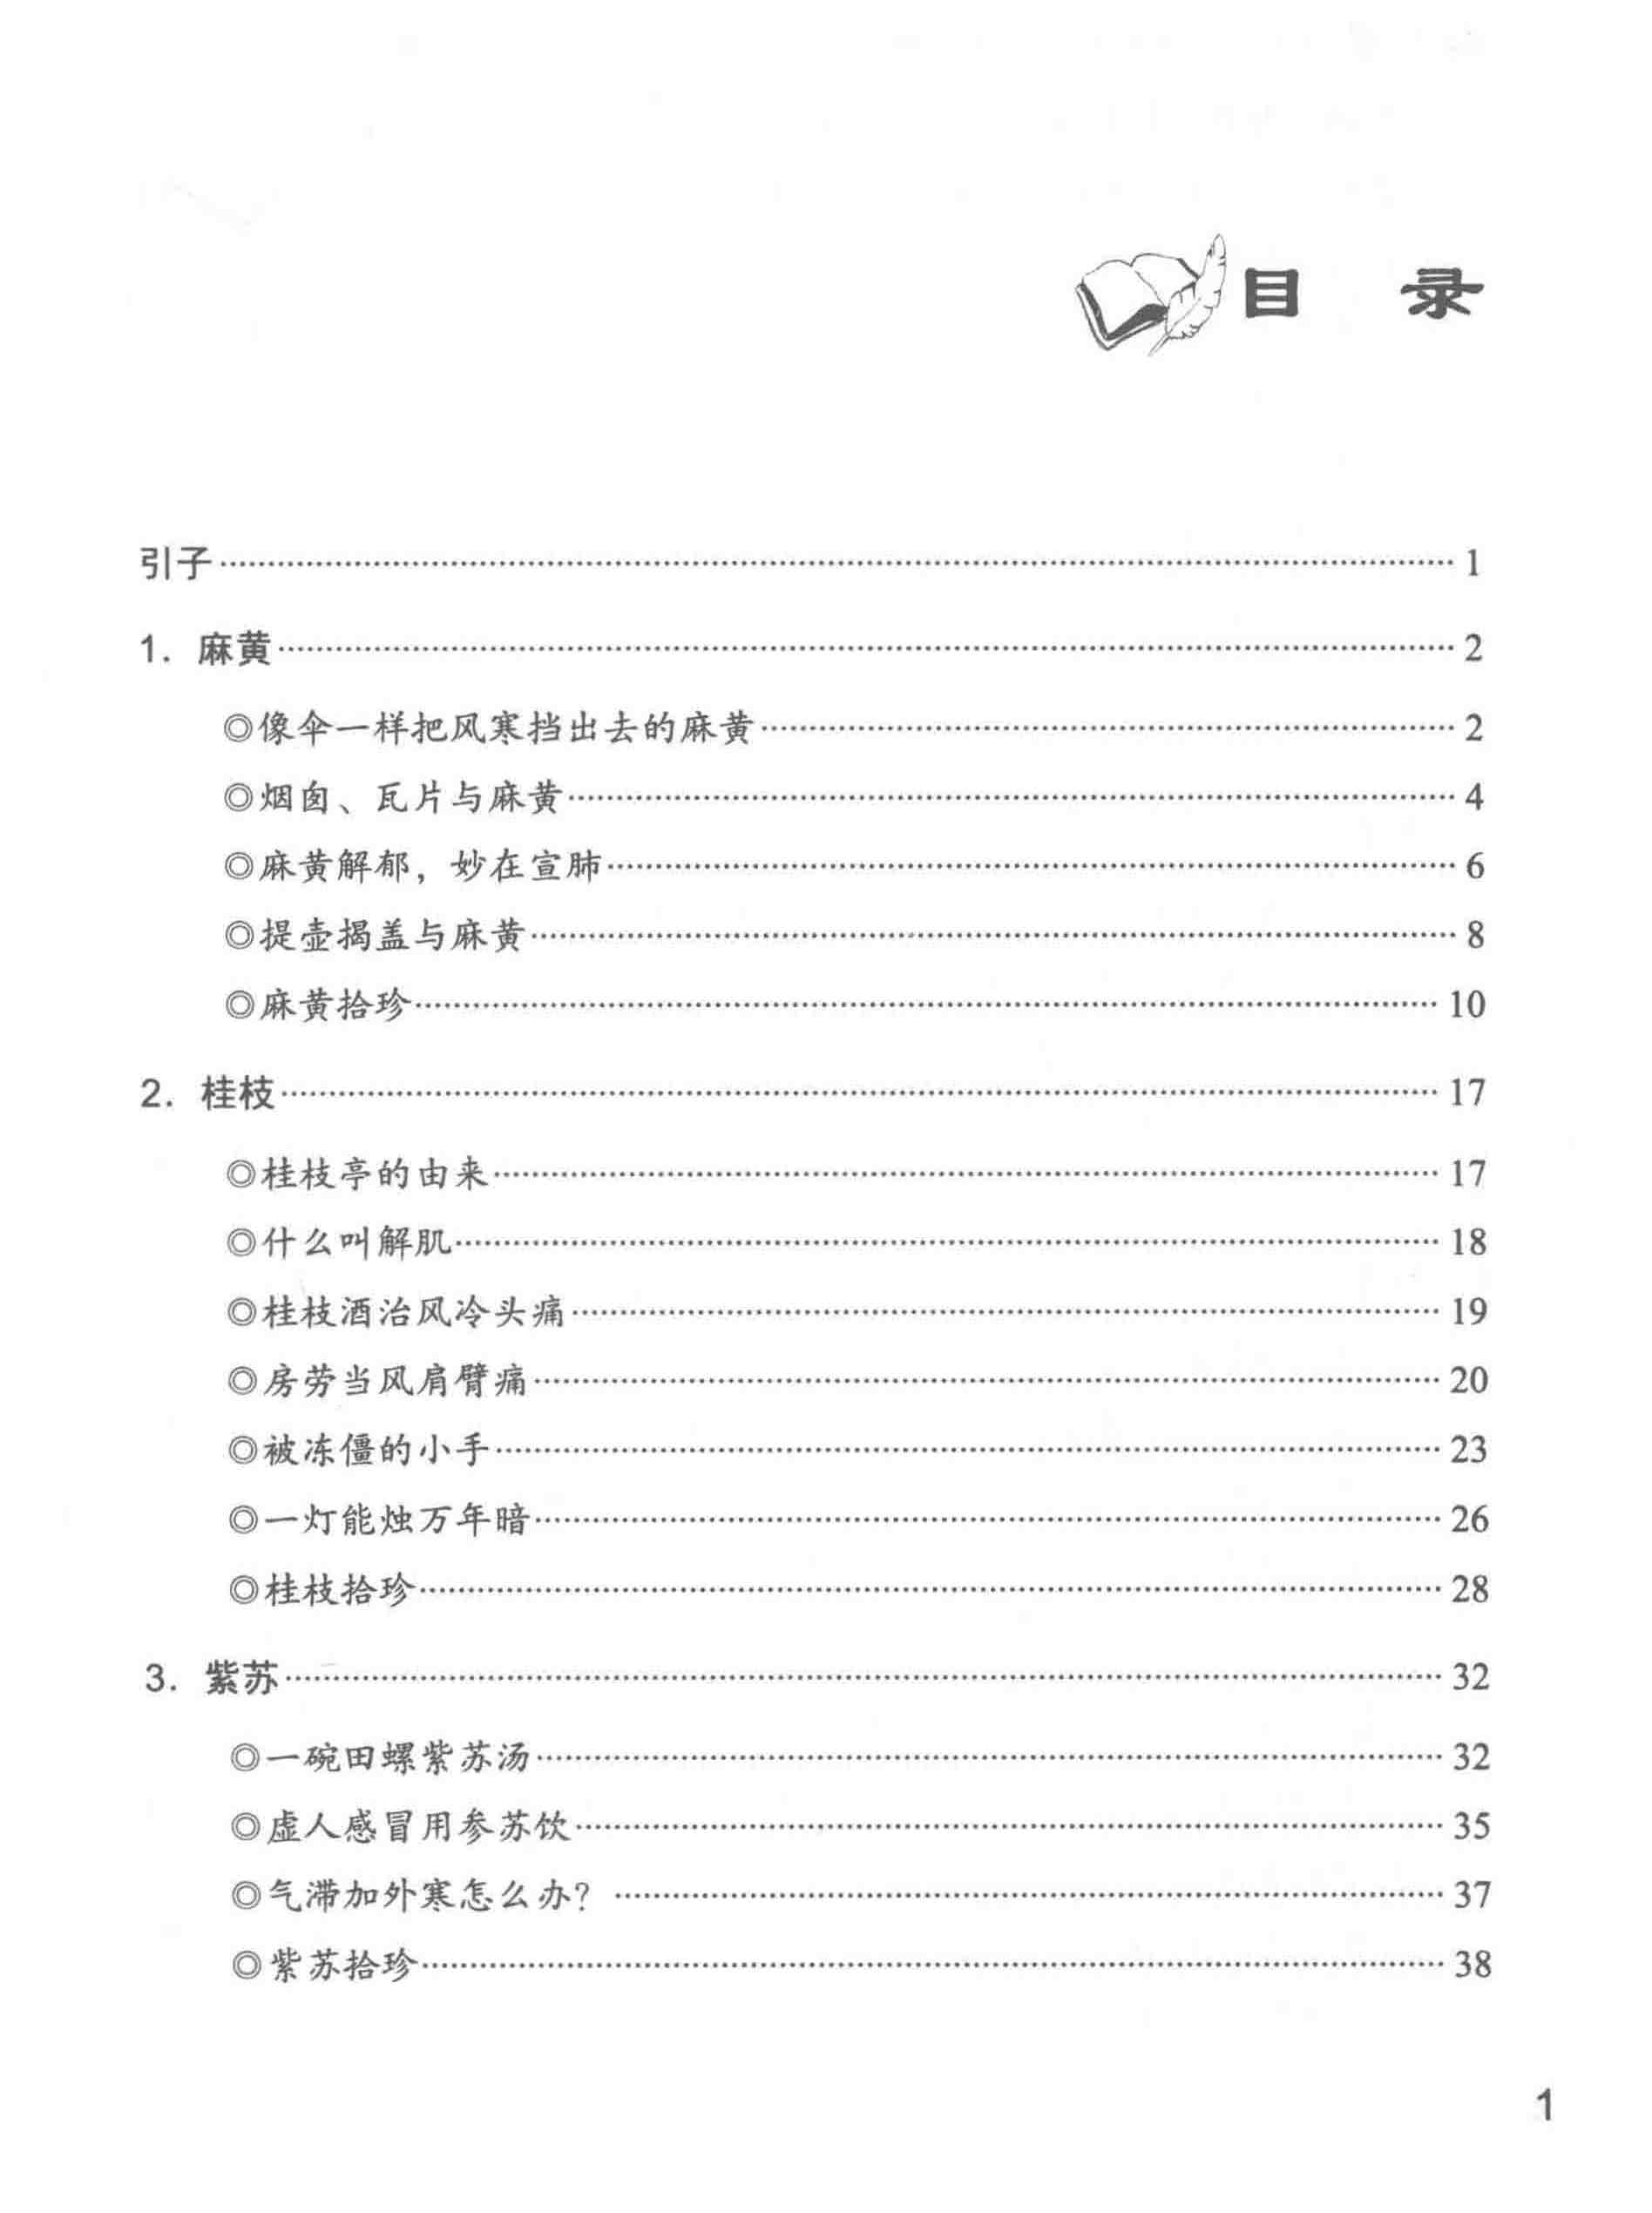 目 录
引子 1
1. 麻黄 2
◎像伞一样把风寒挡出去的麻黄 2
◎烟囱、瓦片与麻黄 4
◎麻黄解郁，妙在宣肺 6
◎提壶揭盖与麻黄 8
◎麻黄拾珍 10
2. 桂枝 17
◎桂枝亭的由来 17
◎什么叫解肌 18
◎桂枝酒治风冷头痛 19
◎房劳当风肩臂痛 20
◎被冻僵的小手 23
◎一灯能烛万年暗 26
◎桂枝拾珍 28
3. 紫苏 32
◎一碗田螺紫苏汤 32
◎虚人感冒用参苏饮 35
◎气滞加外寒怎么办？ 37
◎紫苏拾珍 38
1